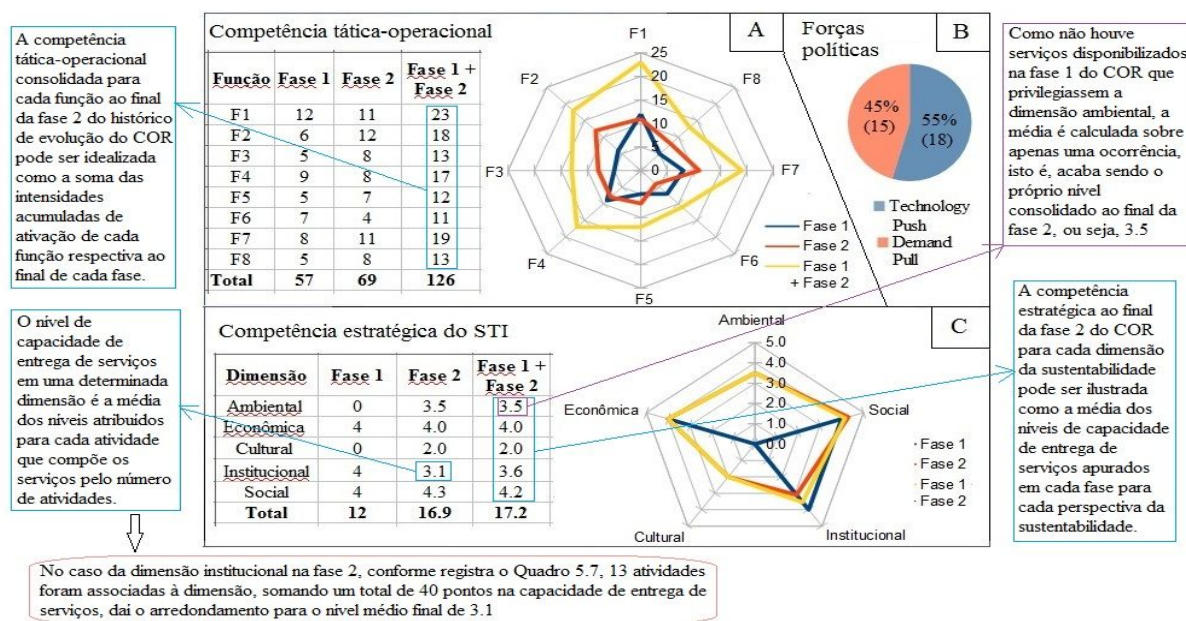 A competência
tática-operacional
consolidada para
cada função ao final
da fase 2 do histórico
de evolução do COR
pode ser idealizada
como a soma das
intensidades
acumuladas de
ativação de cada
função respectiva ao
final de cada fase.
O nível de
capacidade de
entrega de serviços
em uma determinada
dimensão é a média
dos níveis atribuídos
para cada atividade
que compõe os
serviços pelo número
de atividades.
Competência tática-operacional
Função Fase 1 Fase 2 Fase 1 +
Fase 2
F1 12 11 23
F2 6 12 18
F3 5 8 13
F4 9 8 17
F5 5 7 12
F6 7 4 11
F7 8 11 19
F8 5 8 13
Total 57 69 126
A
F1
25
F2 20 F8
15
10
5
F3 0 F7
F4 F6
F5
Fase 1
Fase 2
Fase 1
+ Fase 2
Forças
políticas
B
45%
(15)
55%
(18)
Technology
Push
Demand
Pull
Competência estratégica do STI
Dimensão Fase 1 Fase 2 Fase 1 +
Fase 2
Ambiental 0 3.5 3.5
Econômica 4 4.0 4.0
Cultural 0 2.0 2.0
Institucional 4 3.1 3.6
Social 4 4.3 4.2
Total 12 16.9 17.2
C
Ambiental
5.0
4.0
3.0
Econômica 2.0 Social
1.0
0.0
Cultural Institucional
Fase 1
Fase 2
Fase 1
Fase 2
Como não houve
serviços disponibilizados
na fase 1 do COR que
privilegiassem a
dimensão ambiental, a
média é calculada sobre
apenas uma ocorrência,
isto é, acaba sendo o
próprio nível
consolidado ao final da
fase 2, ou seja, 3.5
A competência
estratégica ao final
da fase 2 do COR
para cada dimensão
da sustentabilidade
pode ser ilustrada
como a média dos
níveis de capacidade
de entrega de
serviços apurados
em cada fase para
cada perspectiva da
sustentabilidade.
No caso da dimensão institucional na fase 2, conforme registra o Quadro 5.7, 13 atividades
foram associadas à dimensão, somando um total de 40 pontos na capacidade de entrega de
serviços, daí o arredondamento para o nível médio final de 3.1